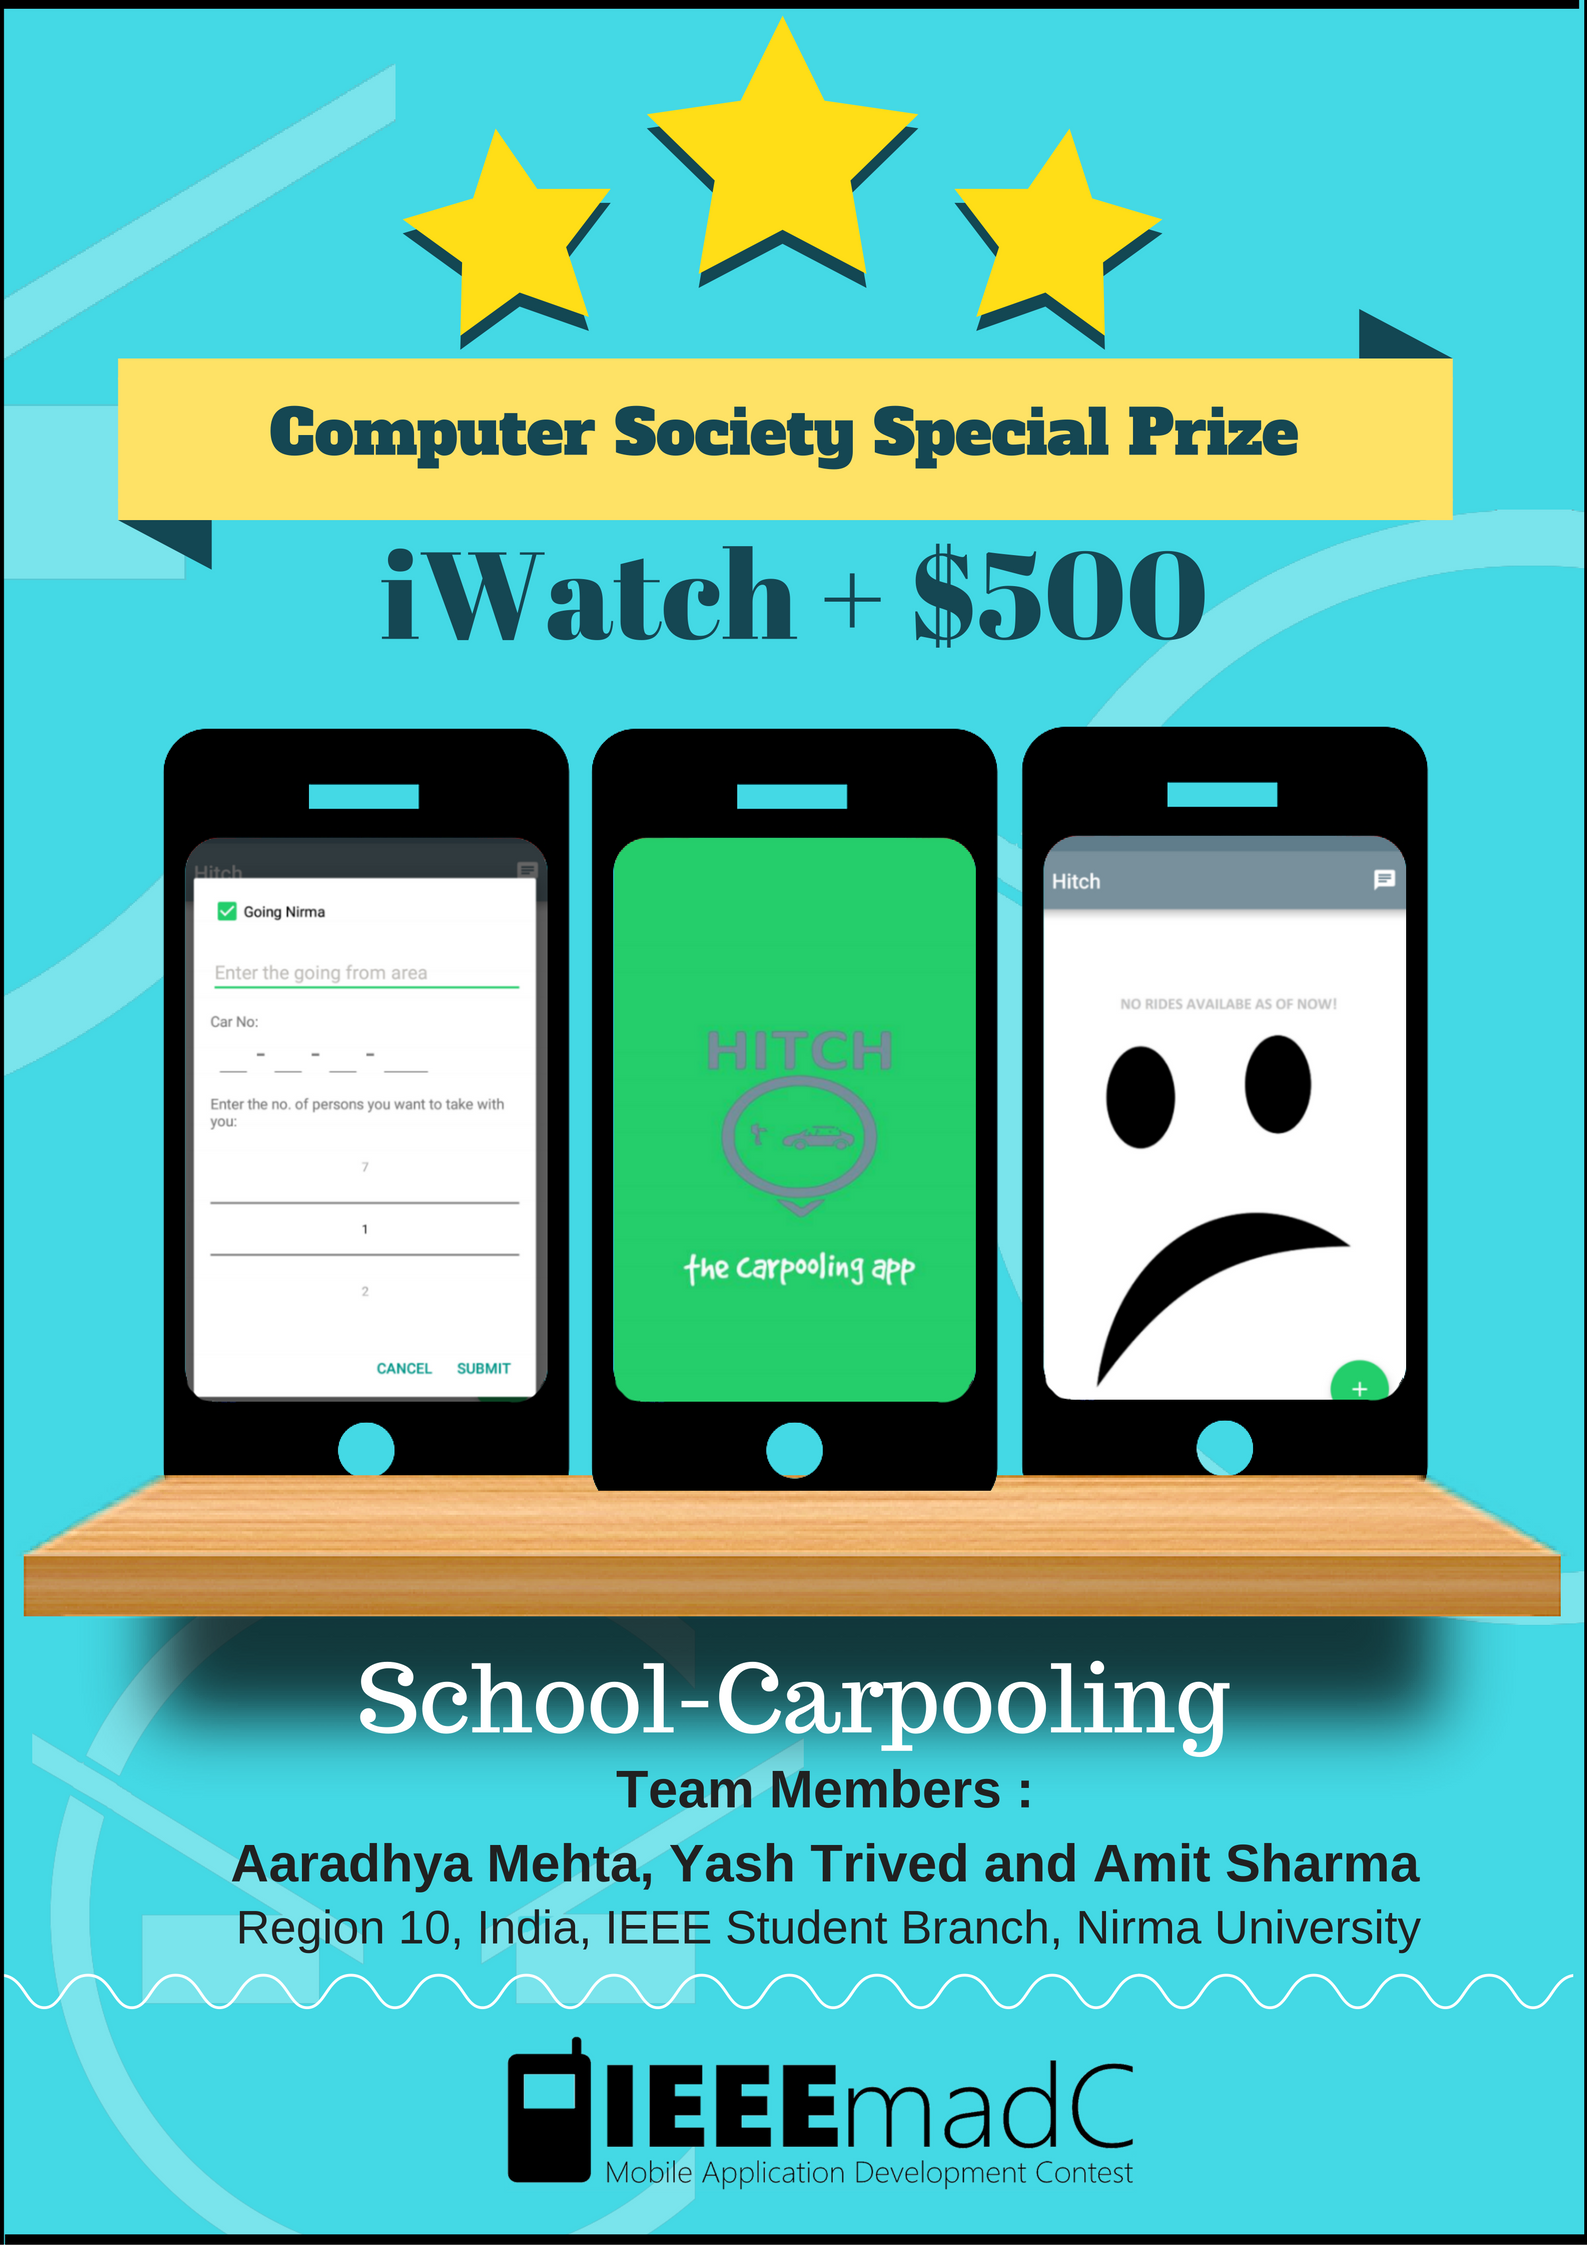 Computer Society Special Prize
iWatch + $500
Hitch
Going Nirma
Enter the going from area
Car No:
- - -
Enter the no. of persons you want to take with
you:
7
1
2
CANCEL SUBMIT
HITCH
the carpooling app
Hitch
NO RIDES AVAILABE AS OF NOW!
+
School-Carpooling
Team Members :
Aaradhya Mehta, Yash Trived and Amit Sharma
Region 10, India, IEEE Student Branch, Nirma University
IEEEmadC
Mobile Application Development Contest